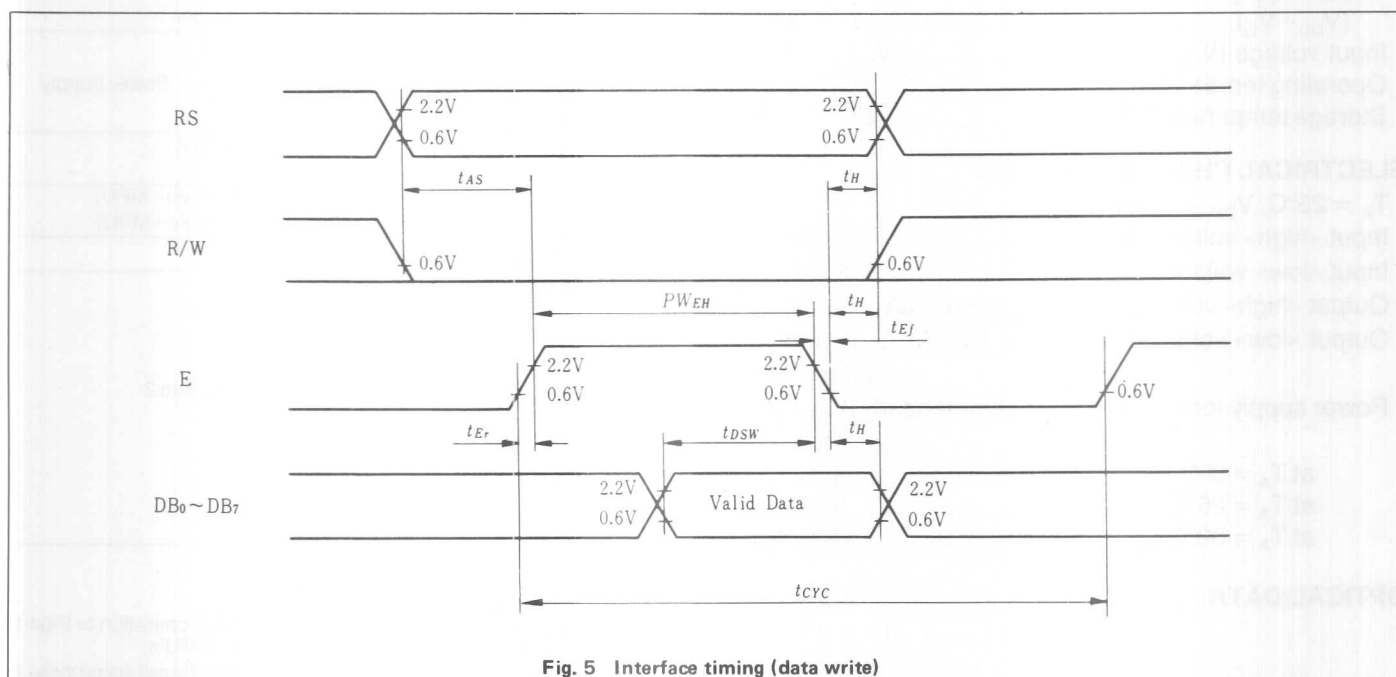 RS
2.2V
0.6V
2.2V
0.6V
tAS
tH
R/W
0.6V
0.6V
PWEH
tH
tEf
E
2.2V
0.6V
2.2V
0.6V
0.6V
tEr
tDSW
tH
DB₀~DB₇
2.2V
0.6V
Valid Data
2.2V
0.6V
tCYC
Fig. 5 Interface timing (data write)